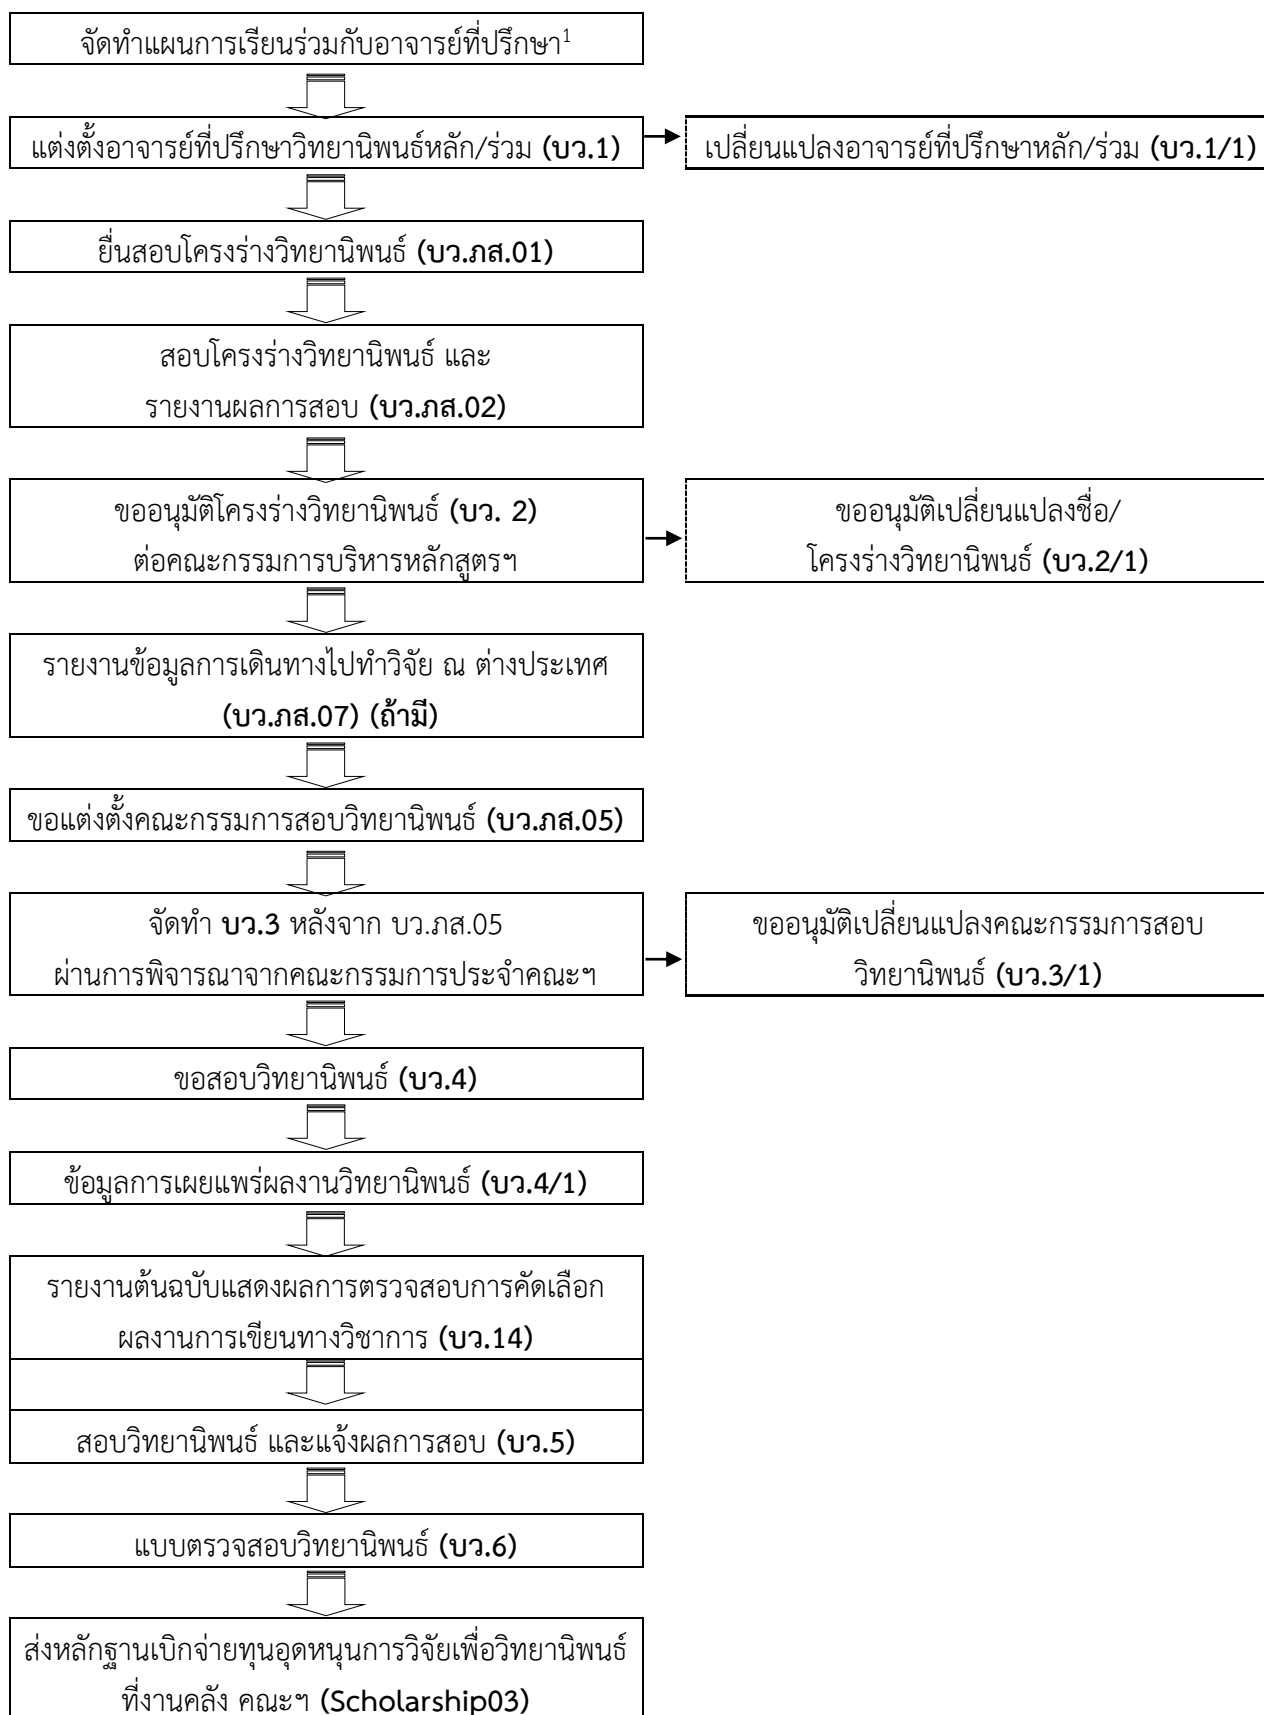 จัดทำแผนการเรียนร่วมกับอาจารย์ที่ปรึกษา¹
แต่งตั้งอาจารย์ที่ปรึกษาวิทยานิพนธ์หลัก/ร่วม (บว.1)
เปลี่ยนแปลงอาจารย์ที่ปรึกษาหลัก/ร่วม (บว.1/1)
ยื่นสอบโครงร่างวิทยานิพนธ์ (บว.ภส.01)
สอบโครงร่างวิทยานิพนธ์ และ
รายงานผลการสอบ (บว.ภส.02)
ขออนุมัติโครงร่างวิทยานิพนธ์ (บว. 2)
ต่อคณะกรรมการบริหารหลักสูตรฯ
ขออนุมัติเปลี่ยนแปลงชื่อ/
โครงร่างวิทยานิพนธ์ (บว.2/1)
รายงานข้อมูลการเดินทางไปทำวิจัย ณ ต่างประเทศ
(บว.ภส.07) (ถ้ามี)
ขอแต่งตั้งคณะกรรมการสอบวิทยานิพนธ์ (บว.ภส.05)
จัดทำ บว.3 หลังจาก บว.ภส.05
ผ่านการพิจารณาจากคณะกรรมการประจำคณะฯ
ขออนุมัติเปลี่ยนแปลงคณะกรรมการสอบ
วิทยานิพนธ์ (บว.3/1)
ขอสอบวิทยานิพนธ์ (บว.4)
ข้อมูลการเผยแพร่ผลงานวิทยานิพนธ์ (บว.4/1)
รายงานต้นฉบับแสดงผลการตรวจสอบการคัดเลือก
ผลงานการเขียนทางวิชาการ (บว.14)
สอบวิทยานิพนธ์ และแจ้งผลการสอบ (บว.5)
แบบตรวจสอบวิทยานิพนธ์ (บว.6)
ส่งหลักฐานเบิกจ่ายทุนอุดหนุนการวิจัยเพื่อวิทยานิพนธ์
ที่งานคลัง คณะฯ (Scholarship03)